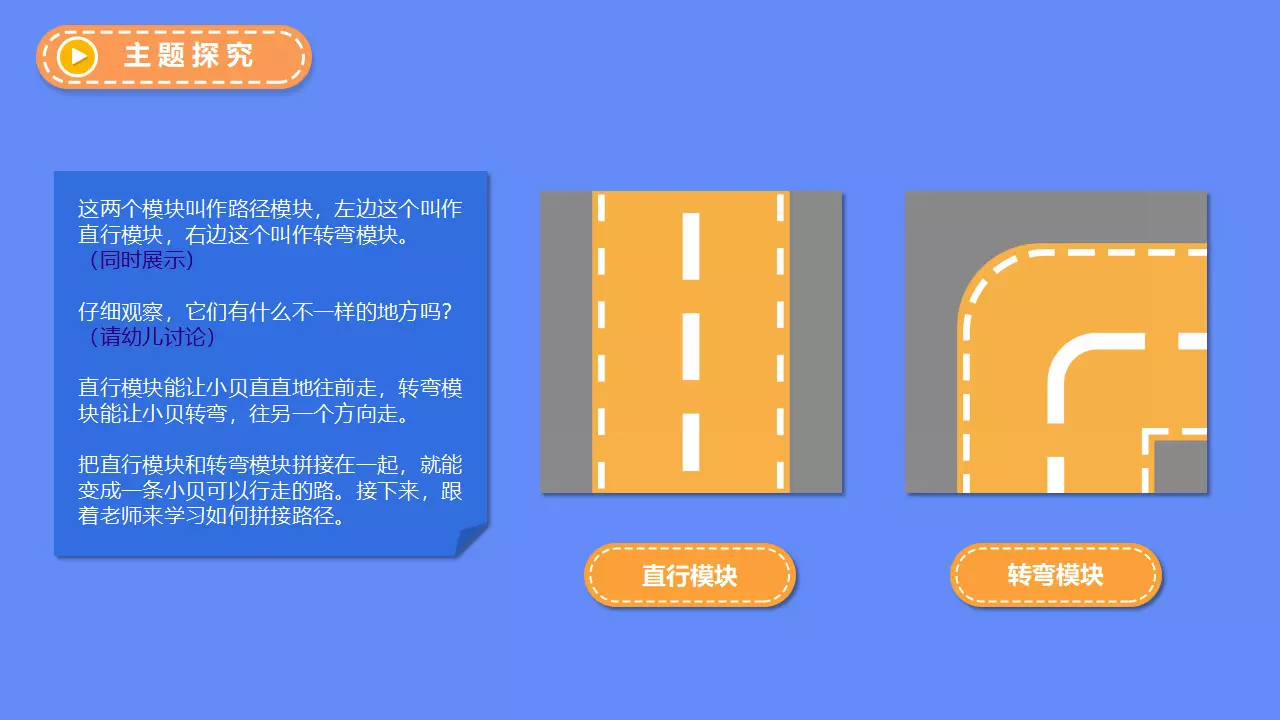 主题探究
这两个模块叫作路径模块，左边这个叫作
直行模块，右边这个叫作转弯模块。
（同时展示）
仔细观察，它们有什么不一样的地方吗？
（请幼儿讨论）
直行模块能让小贝直直地往前走，转弯模
块能让小贝转弯，往另一个方向走。
把直行模块和转弯模块拼接在一起，就能
变成一条小贝可以行走的路。接下来，跟
着老师来学习如何拼接路径。
直行模块
转弯模块